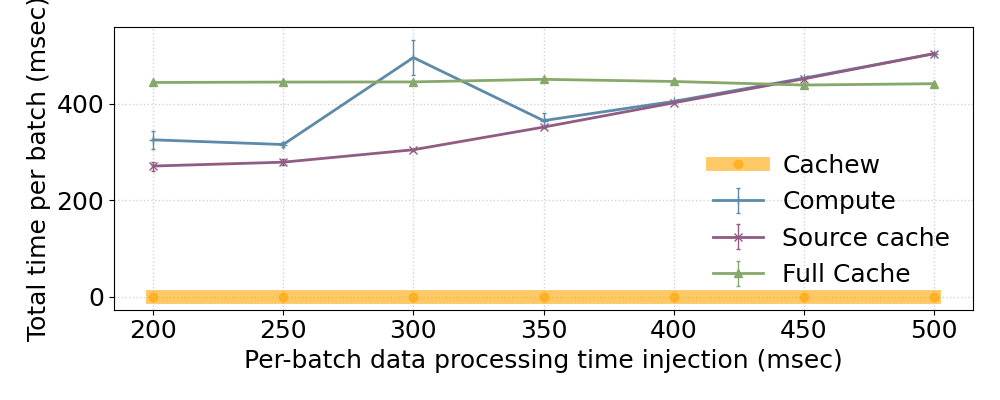 Total time per batch (msec)
400
200
0
Cachew
Compute
Source cache
Full Cache
200 250 300 350 400 450 500
Per-batch data processing time injection (msec)